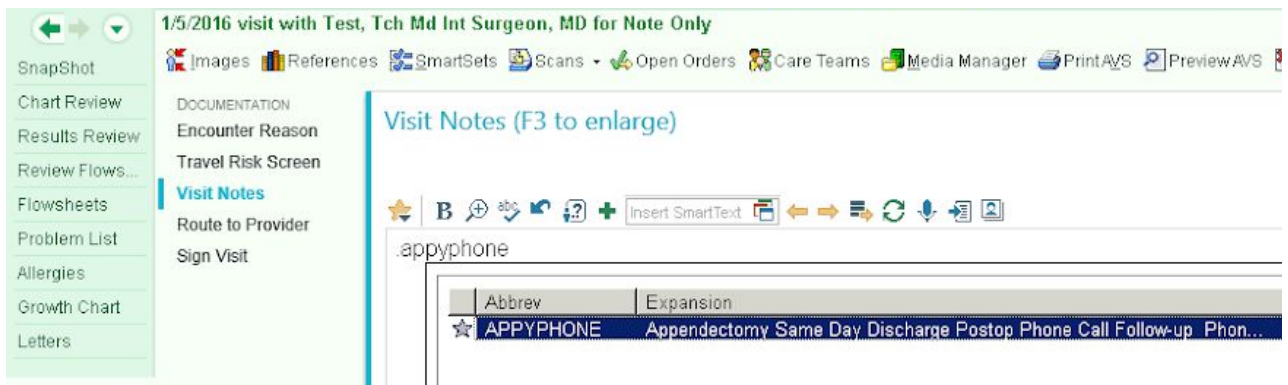 1/5/2016 visit with Test, Tch Md Int Surgeon, MD for Note Only
Images References SmartSets Scans Open Orders Care Teams Media Manager Print AVS Preview AVS
SnapShot
Chart Review
Results Review
Review Flows...
Flowsheets
Problem List
Allergies
Growth Chart
Letters
DOCUMENTATION
Encounter Reason
Travel Risk Screen
Visit Notes
Route to Provider
Sign Visit
Visit Notes (F3 to enlarge)
B abc Insert SmartText
.appyphone
Abbrev Expansion
APPYPHONE Appendectomy Same Day Discharge Postop Phone Call Follow-up Phon...